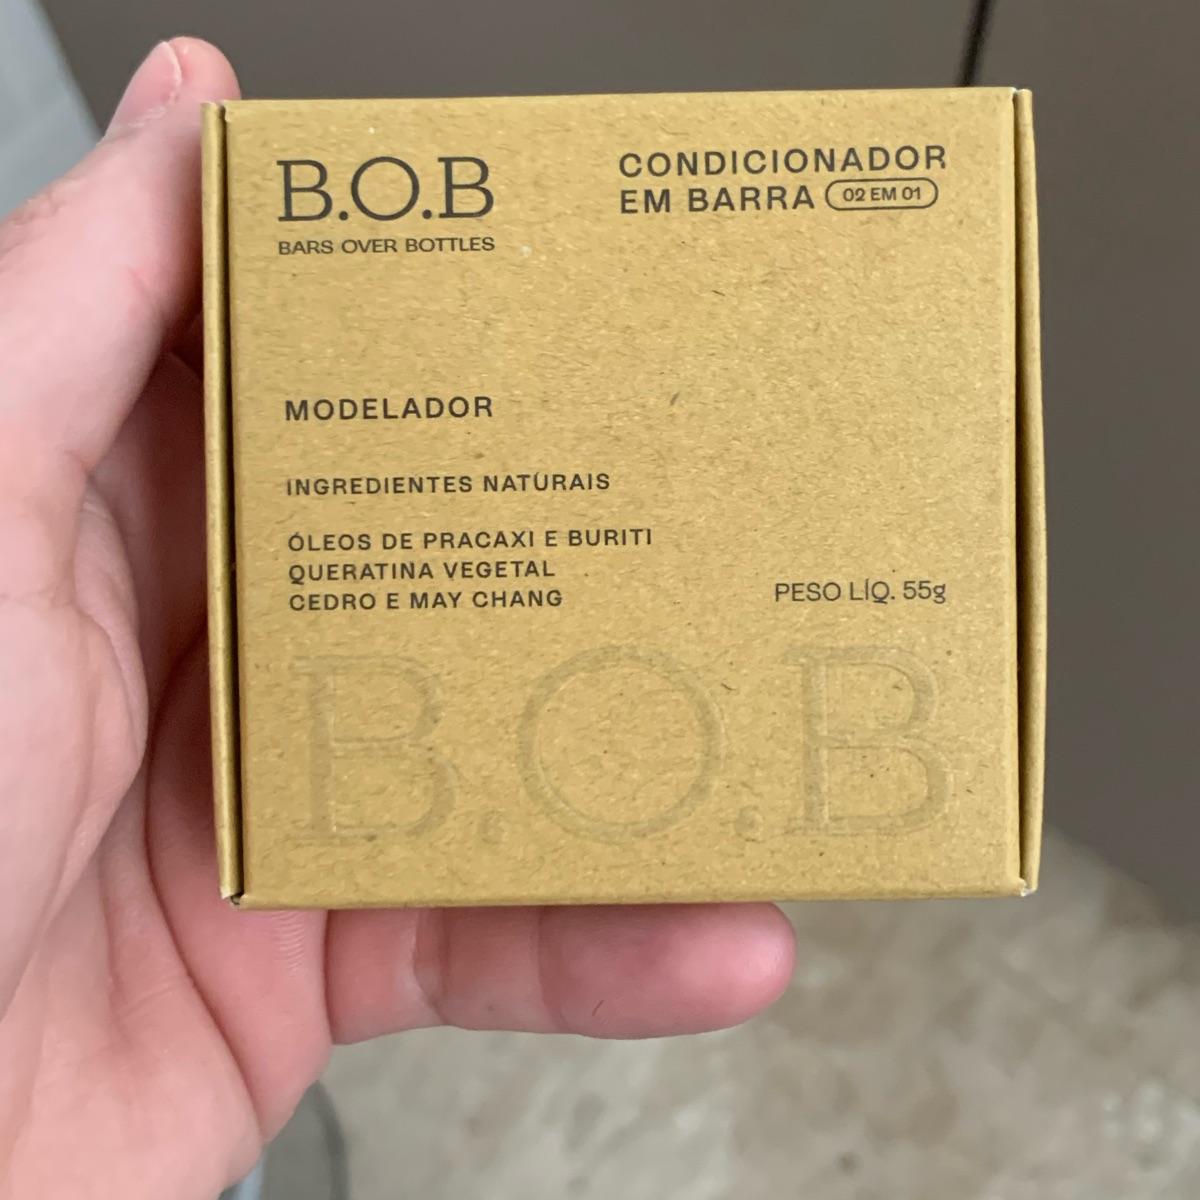 B.O.B
BARS OVER BOTTLES
CONDICIONADOR
EM BARRA 02 EM 01
MODELADOR
INGREDIENTES NATURAIS
ÓLEOS DE PRACAXI E BURITI
QUERATINA VEGETAL
CEDRO E MAY CHANG
PESO LÍQ. 55g
B.O.B